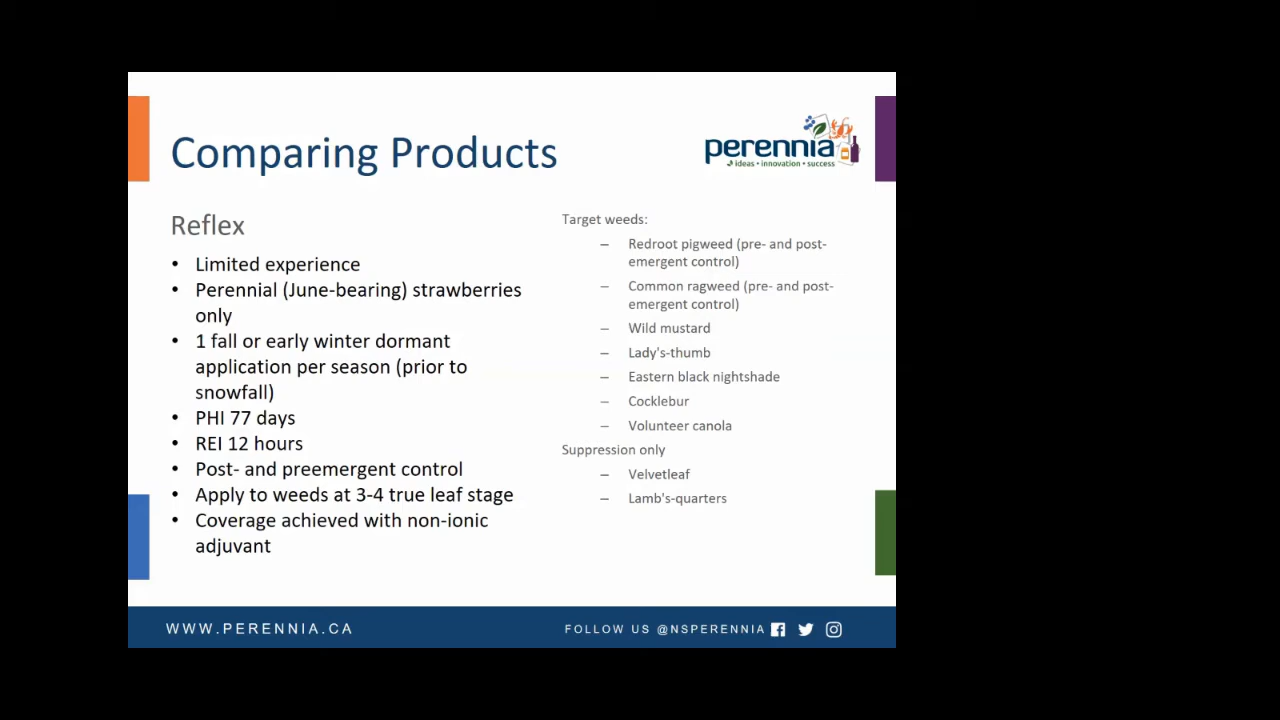 Comparing Products
perennia
ideas • innovation • success
Reflex
• Limited experience
• Perennial (June-bearing) strawberries
only
• 1 fall or early winter dormant
application per season (prior to
snowfall)
• PHI 77 days
• REI 12 hours
• Post- and preemergent control
• Apply to weeds at 3-4 true leaf stage
• Coverage achieved with non-ionic
adjuvant
Target weeds:
– Redroot pigweed (pre- and post-
emergent control)
– Common ragweed (pre- and post-
emergent control)
– Wild mustard
– Lady's-thumb
– Eastern black nightshade
– Cocklebur
– Volunteer canola
Suppression only
– Velvetleaf
– Lamb's-quarters
WWW.PERENNIA.CA
FOLLOW US @NSPERENNIA